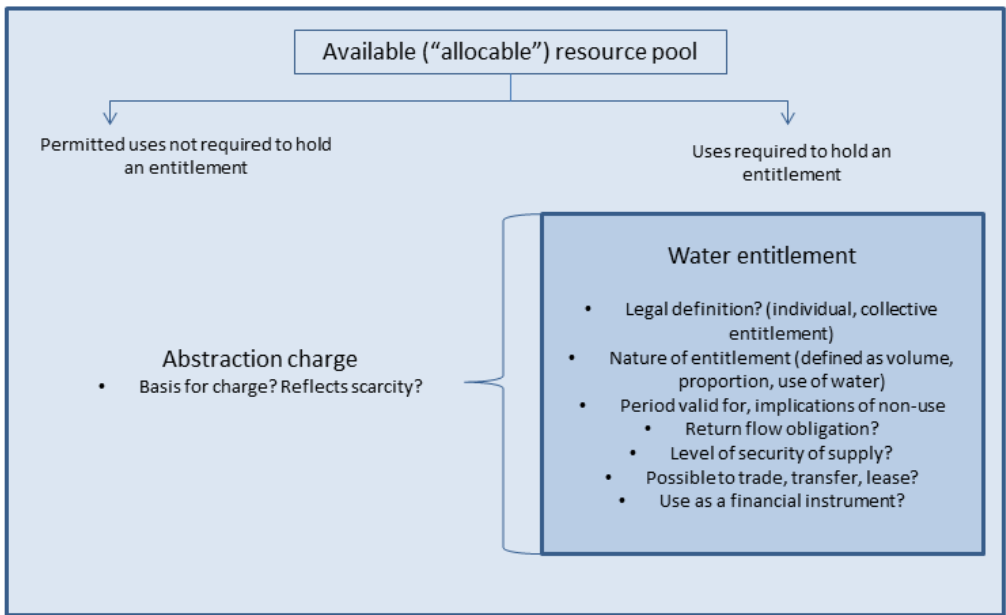 Available (“allocable”) resource pool
Permitted uses not required to hold
an entitlement
Uses required to hold an
entitlement
Water entitlement
• Legal definition? (individual, collective
entitlement)
• Nature of entitlement (defined as volume,
proportion, use of water)
• Period valid for, implications of non-use
• Return flow obligation?
• Level of security of supply?
• Possible to trade, transfer, lease?
• Use as a financial instrument?
Abstraction charge
• Basis for charge? Reflects scarcity?